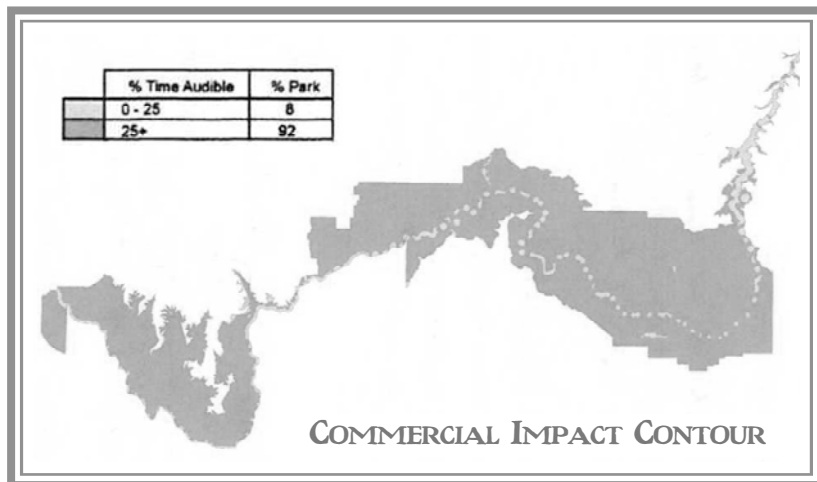 % Time Audible % Park
0 - 25 8
25+ 92
COMMERCIAL IMPACT CONTOUR